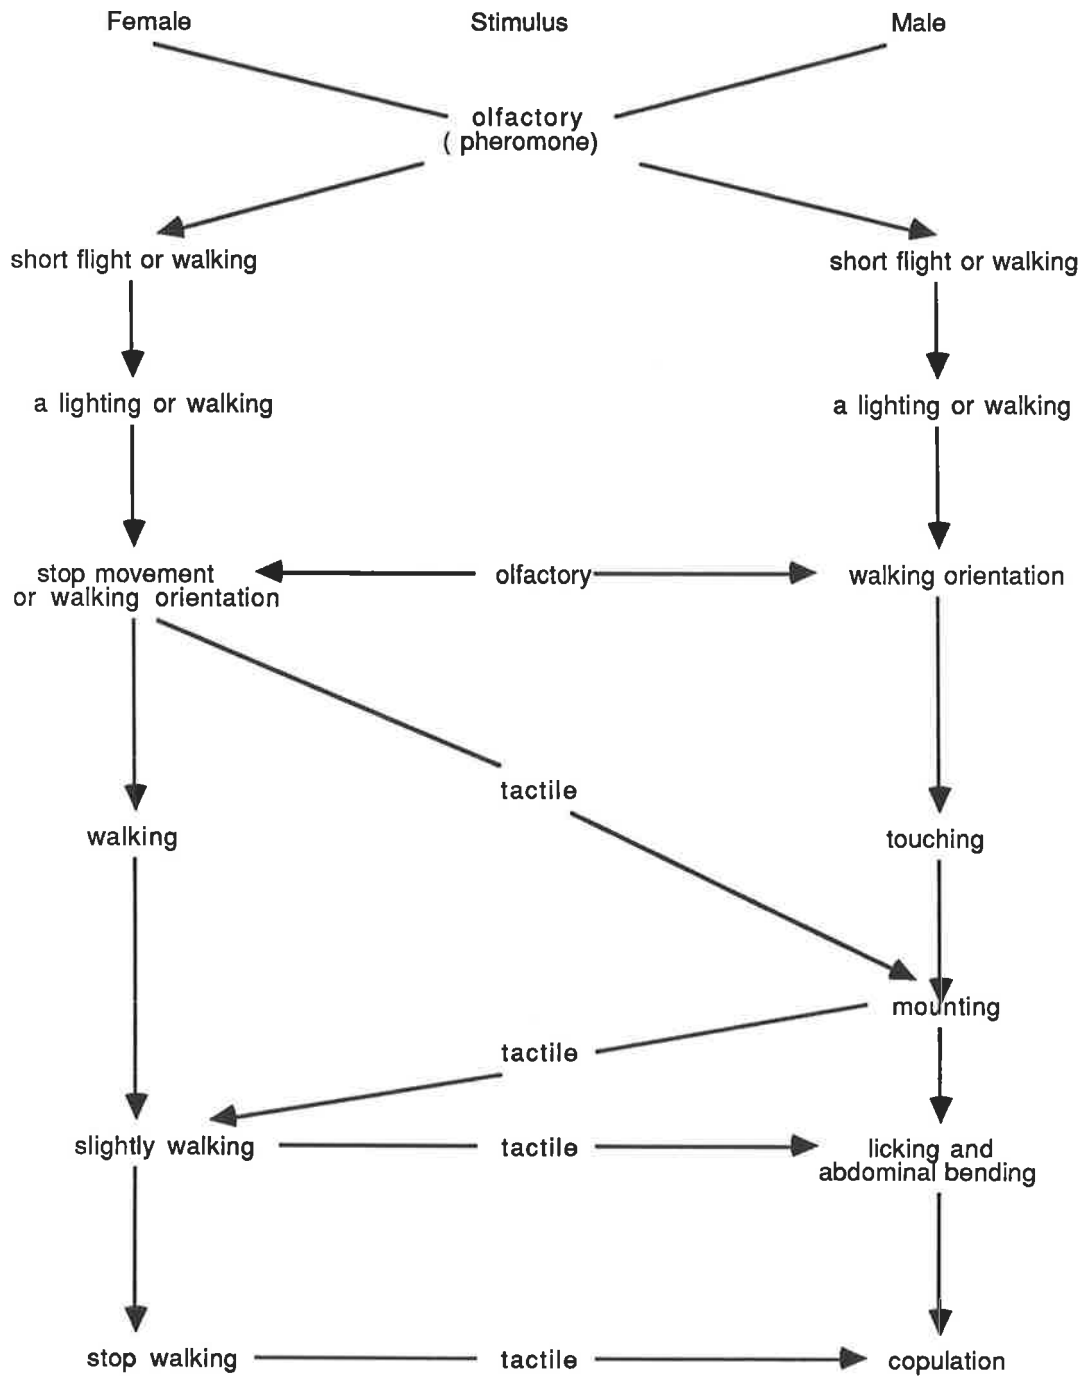 Female Stimulus Male
olfactory
( pheromone)
short flight or walking short flight or walking
a lighting or walking a lighting or walking
stop movement
or walking orientation
olfactory
walking orientation
tactile
walking touching
mounting
tactile
slightly walking tactile licking and
abdominal bending
stop walking tactile copulation